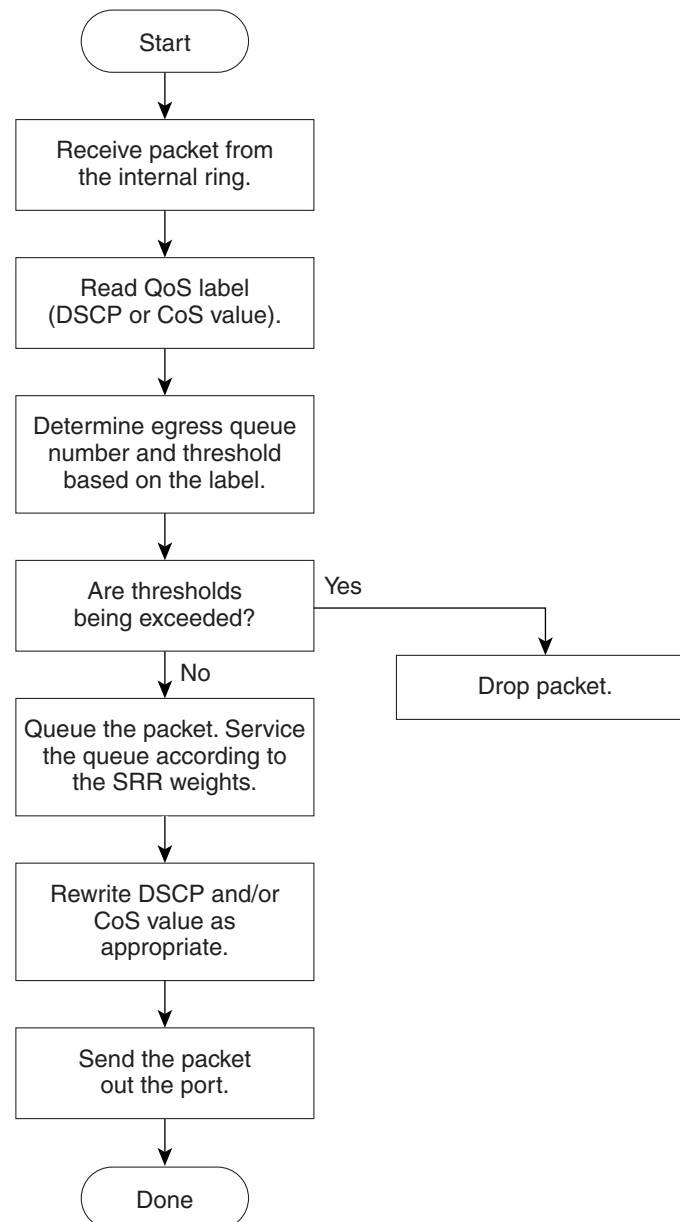 Start
Receive packet from
the internal ring.
Read QoS label
(DSCP or CoS value).
Determine egress queue
number and threshold
based on the label.
Are thresholds
being exceeded?
Yes
No
Drop packet.
Queue the packet. Service
the queue according to
the SRR weights.
Rewrite DSCP and/or
CoS value as
appropriate.
Send the packet
out the port.
Done